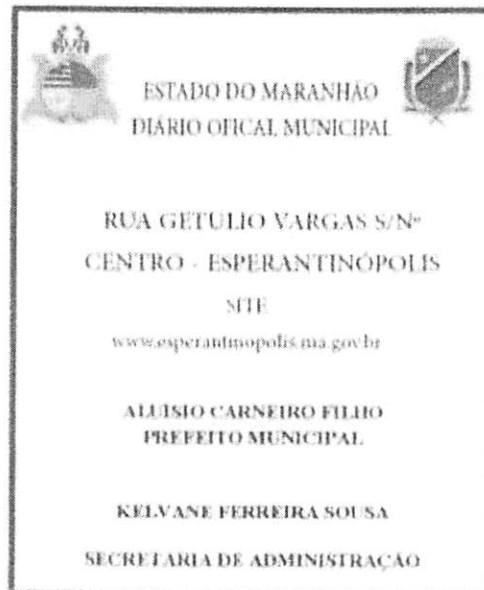 ESTADO DO MARANHÃO
DIÁRIO OFICAL MUNICIPAL
RUA GETULIO VARGAS S/Nº
CENTRO - ESPERANTINÓPOLIS
SITE
www.esperantinopolis.ma.gov.br
ALUISIO CARNEIRO FILHO
PREFEITO MUNICIPAL
KELVANE FERREIRA SOUSA
SECRETARIA DE ADMINISTRAÇÃO